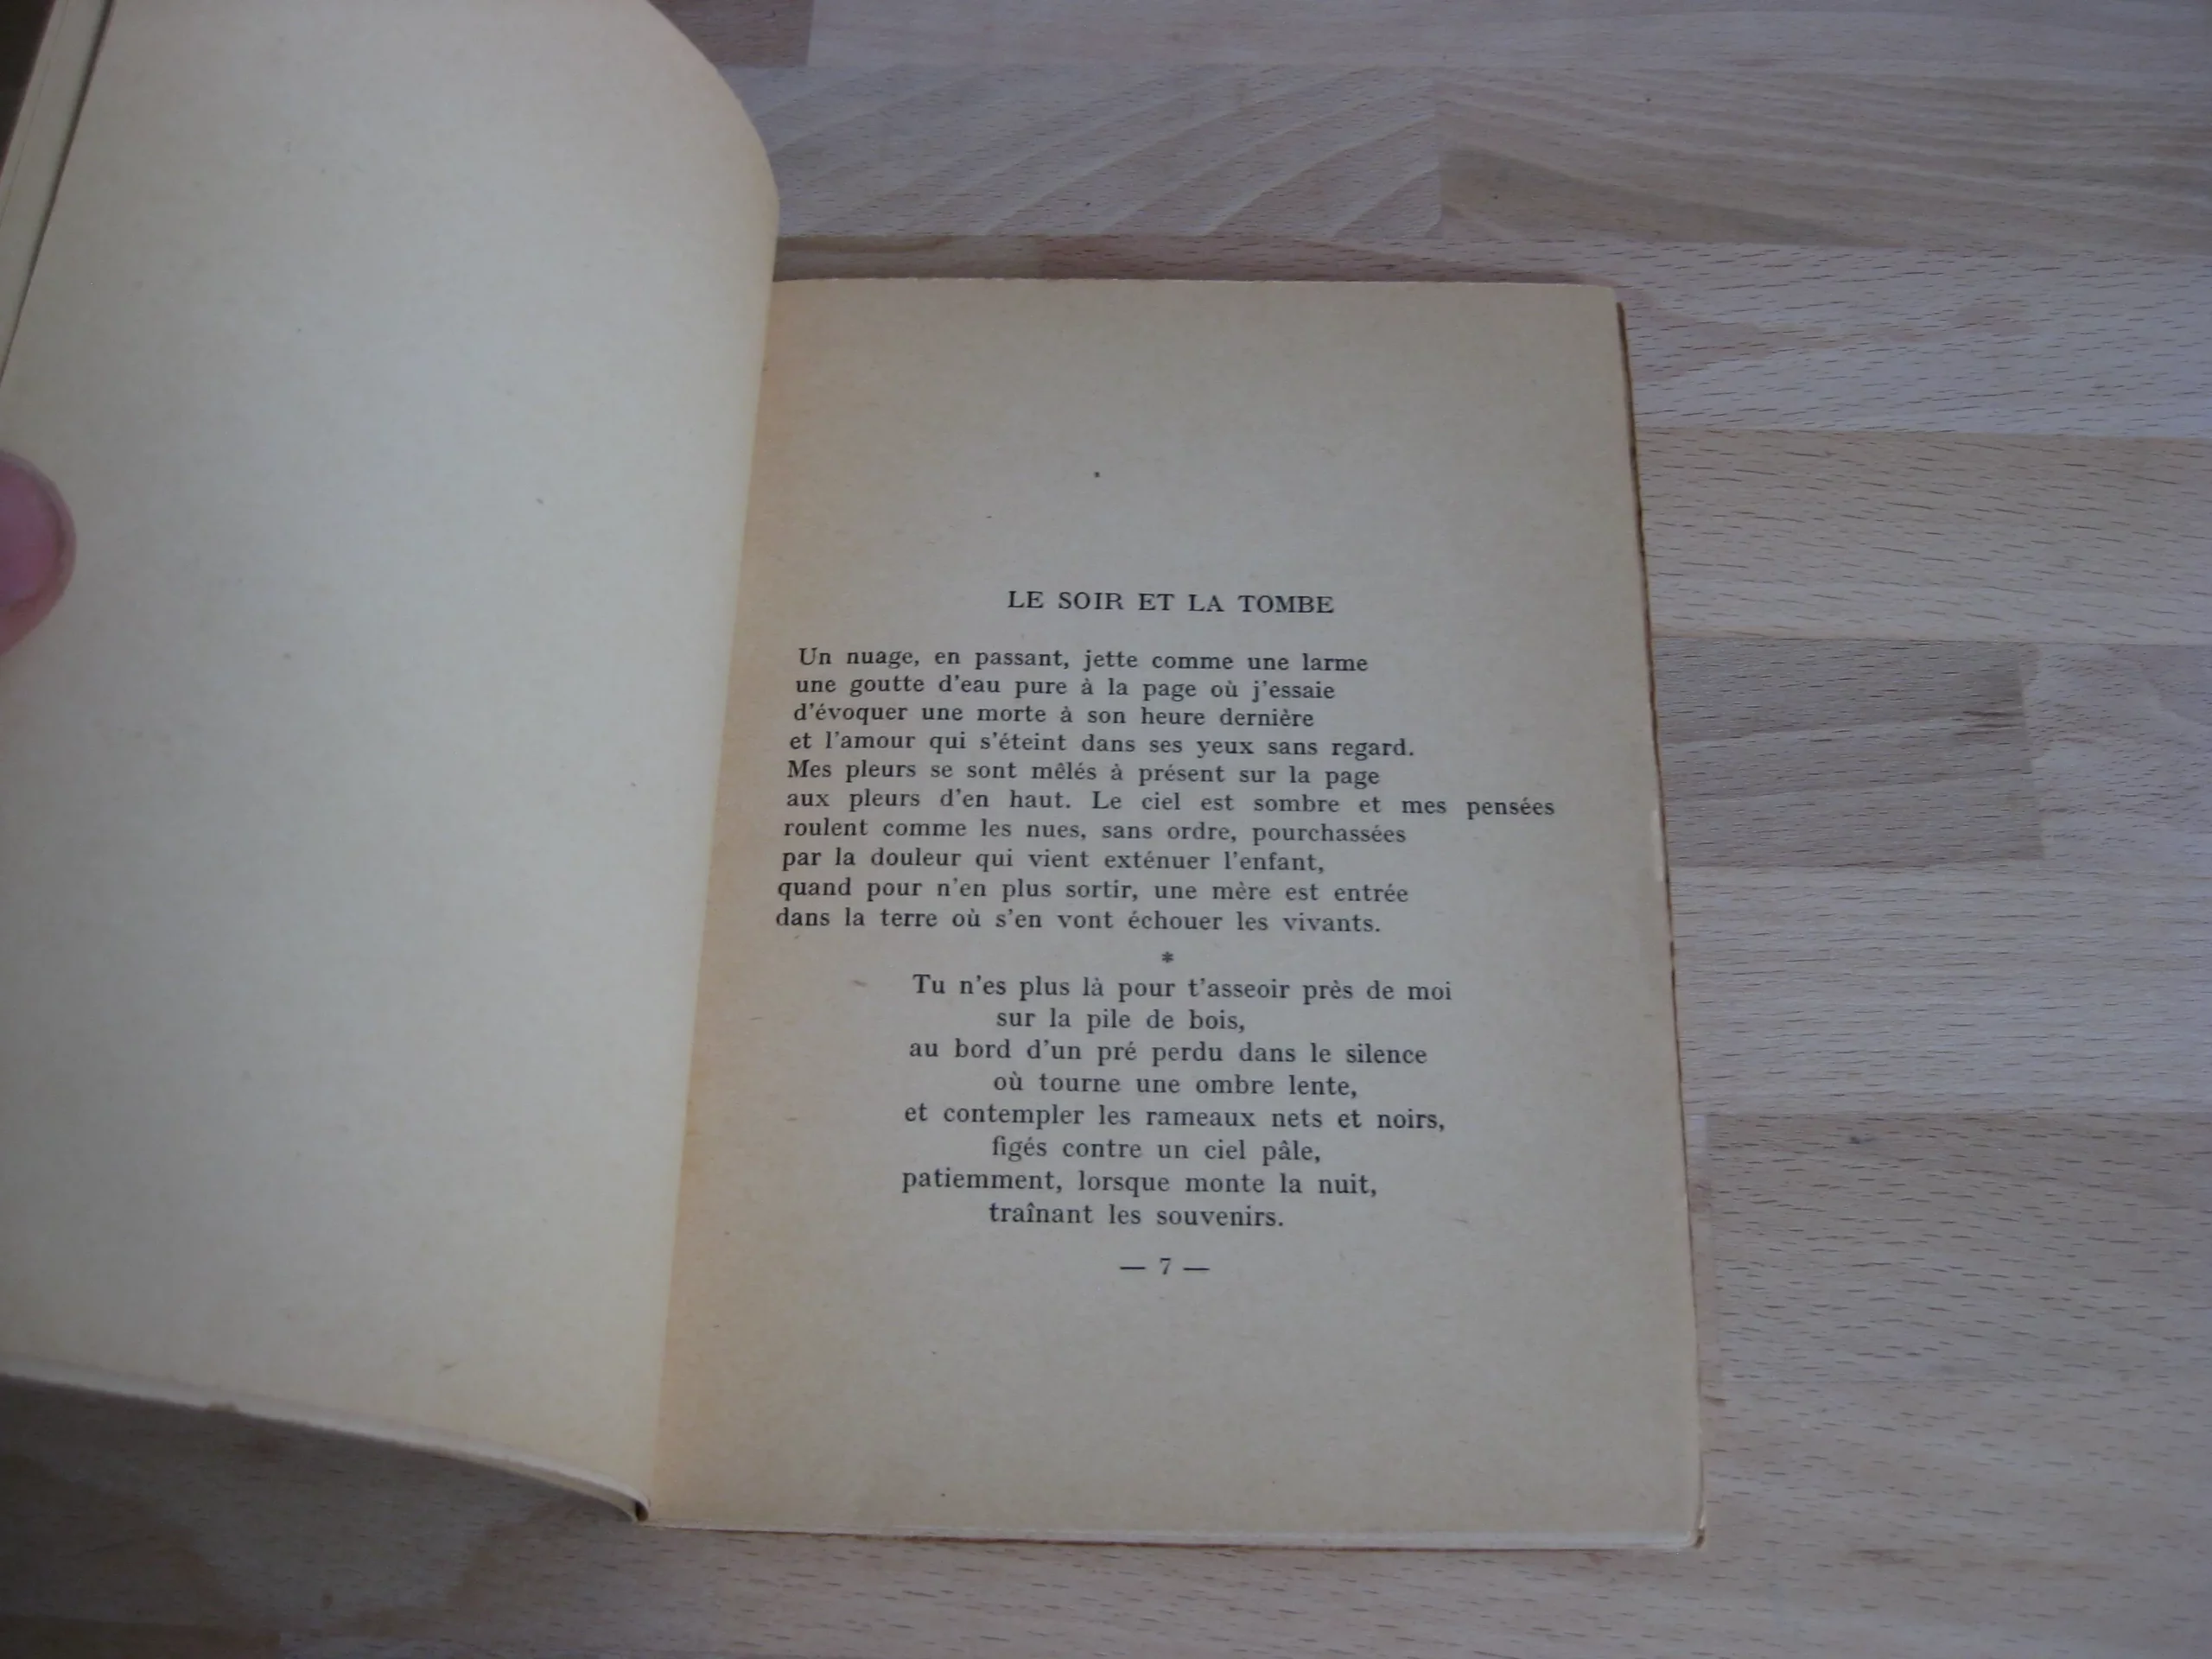 LE SOIR ET LA TOMBE
Un nuage, en passant, jette comme une larme
une goutte d'eau pure à la page où j'essaie
d'évoquer une morte à son heure dernière
et l'amour qui s'éteint dans ses yeux sans regard.
Mes pleurs se sont mêlés à présent sur la page
aux pleurs d'en haut. Le ciel est sombre et mes pensées
roulent comme les nues, sans ordre, pourchassées
par la douleur qui vient exténuer l'enfant,
quand pour n'en plus sortir, une mère est entrée
dans la terre où s'en vont échouer les vivants.
*
Tu n'es plus là pour t'asseoir près de moi
sur la pile de bois,
au bord d'un pré perdu dans le silence
où tourne une ombre lente,
et contempler les rameaux nets et noirs,
figés contre un ciel pâle,
patiemment, lorsque monte la nuit,
traînant les souvenirs.
— 7 —